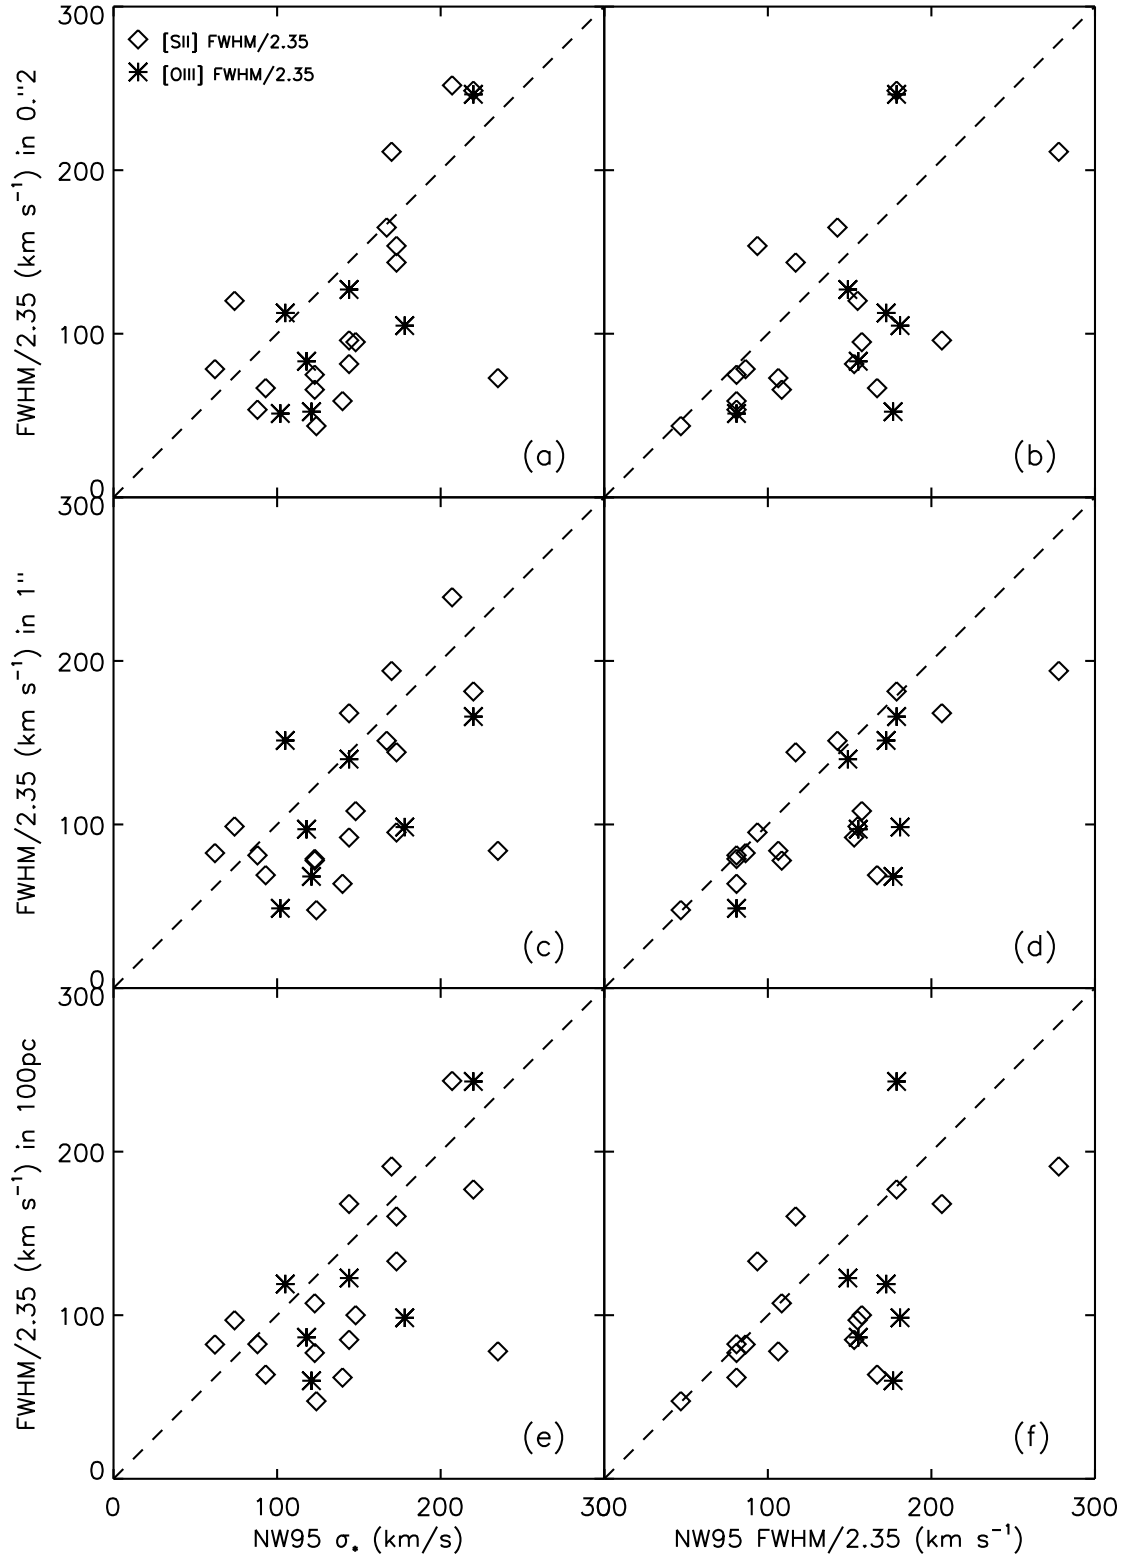 300
◇ [SII] FWHM/2.35
✳ [OIII] FWHM/2.35
FWHM/2.35 (km s⁻¹) in 0."2
200
100
0
(a)
(b)
300
FWHM/2.35 (km s⁻¹) in 1"
200
100
0
(c)
(d)
300
FWHM/2.35 (km s⁻¹) in 100pc
200
100
0
(e)
(f)
0 100 200 300 100 200 300
NW95 σ* (km/s) NW95 FWHM/2.35 (km s⁻¹)